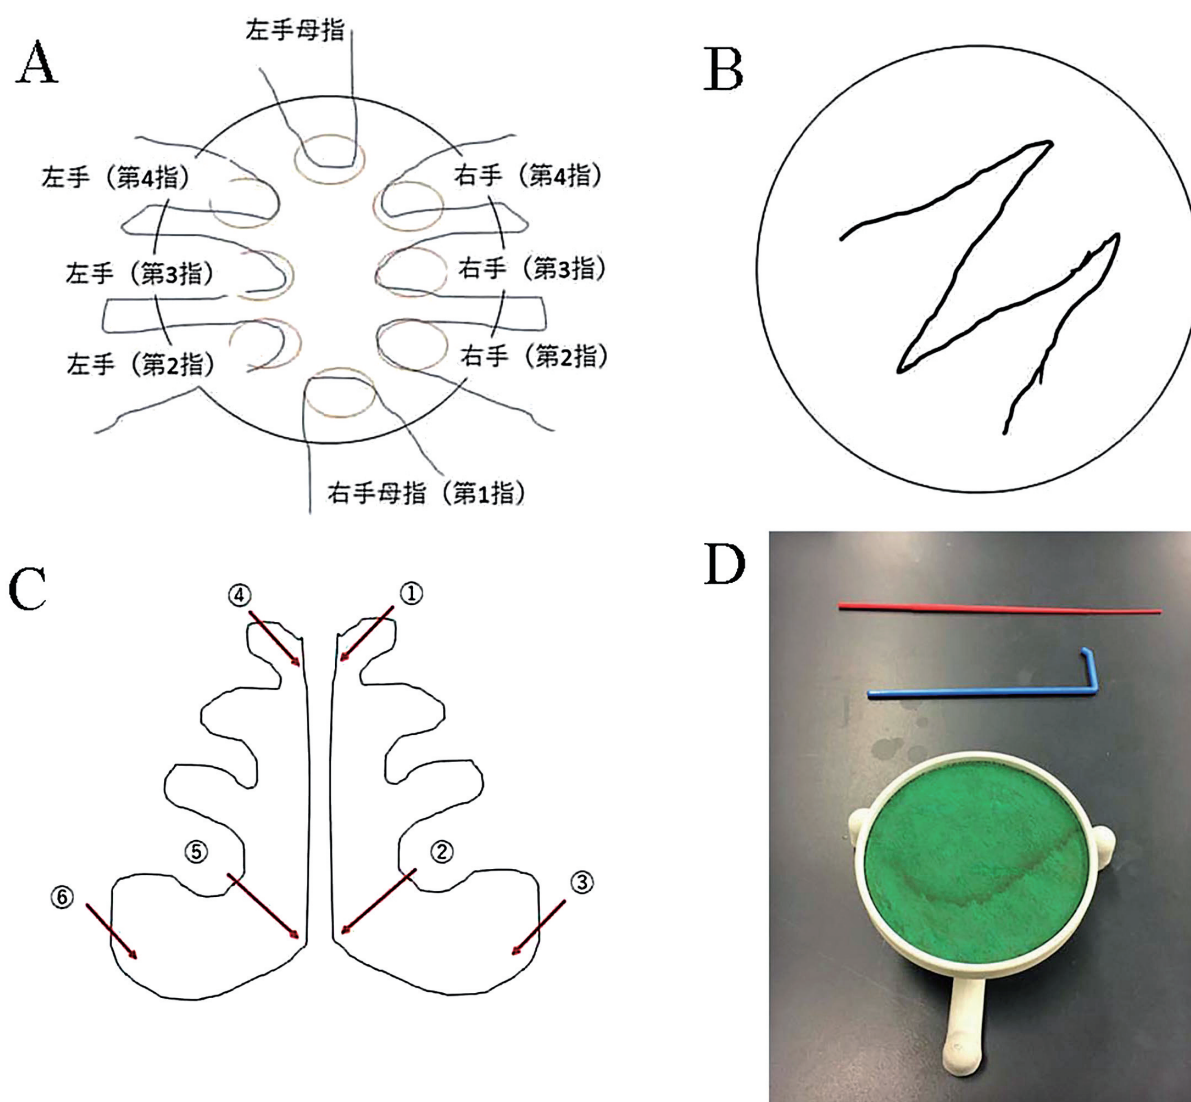 A
左手母指
左手（第4指）
右手（第4指）
左手（第3指）
右手（第3指）
左手（第2指）
右手（第2指）
右手母指（第1指）
B
C
④
①
⑤
②
⑥
③
D